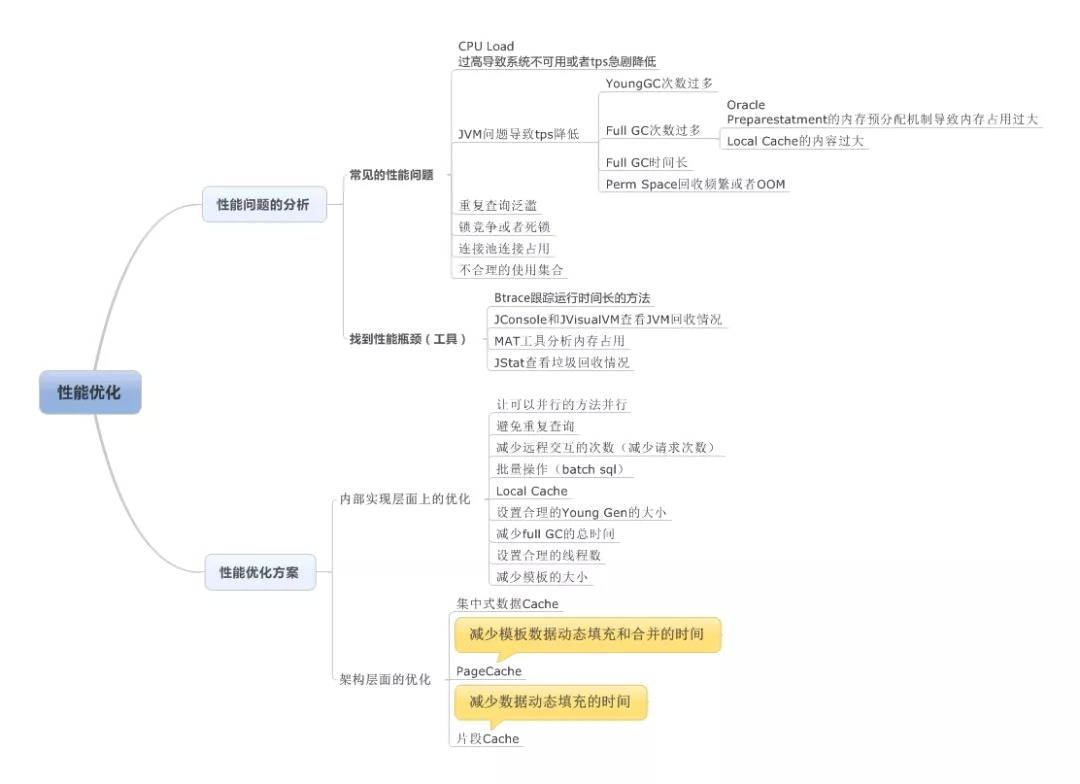 性能优化
性能问题的分析
常见的性能问题
CPU Load
过高导致系统不可用或者tps急剧降低
JVM问题导致tps降低
YoungGC次数过多
Full GC次数过多
Oracle
Preparestatment的内存预分配机制导致内存占用过大
Local Cache的内容过大
Full GC时间长
Perm Space回收频繁或者OOM
重复查询泛滥
锁竞争或者死锁
连接池连接占用
不合理的使用集合
找到性能瓶颈（工具）
Btrace跟踪运行时间长的方法
JConsole和JVisualVM查看JVM回收情况
MAT工具分析内存占用
JStat查看垃圾回收情况
性能优化方案
内部实现层面上的优化
让可以并行的方法并行
避免重复查询
减少远程交互的次数（减少请求次数）
批量操作（batch sql）
Local Cache
设置合理的Young Gen的大小
减少full GC的总时间
设置合理的线程数
减少模板的大小
架构层面的优化
集中式数据Cache
减少模板数据动态填充和合并的时间
PageCache
减少数据动态填充的时间
片段Cache